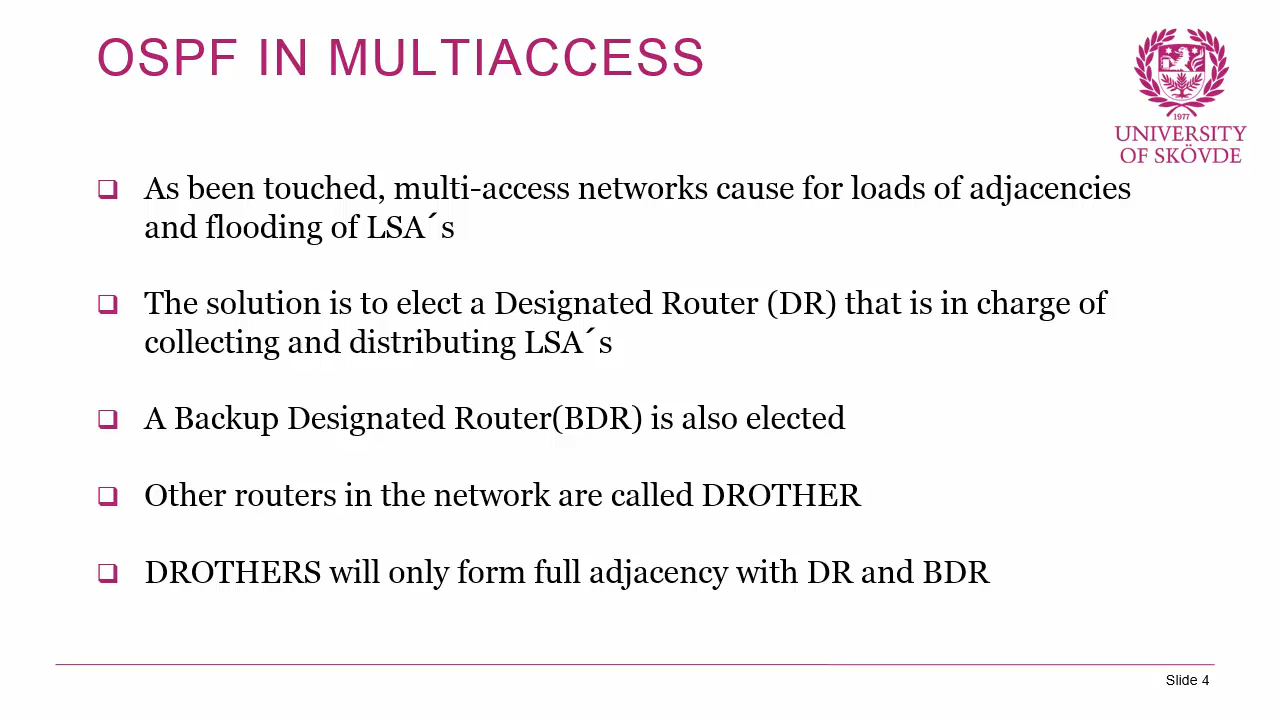 OSPF IN MULTIACCESS
1977
UNIVERSITY
OF SKÖVDE
As been touched, multi-access networks cause for loads of adjacencies
and flooding of LSA´s
The solution is to elect a Designated Router (DR) that is in charge of
collecting and distributing LSA´s
A Backup Designated Router(BDR) is also elected
Other routers in the network are called DROTHER
DROTHERS will only form full adjacency with DR and BDR
Slide 4